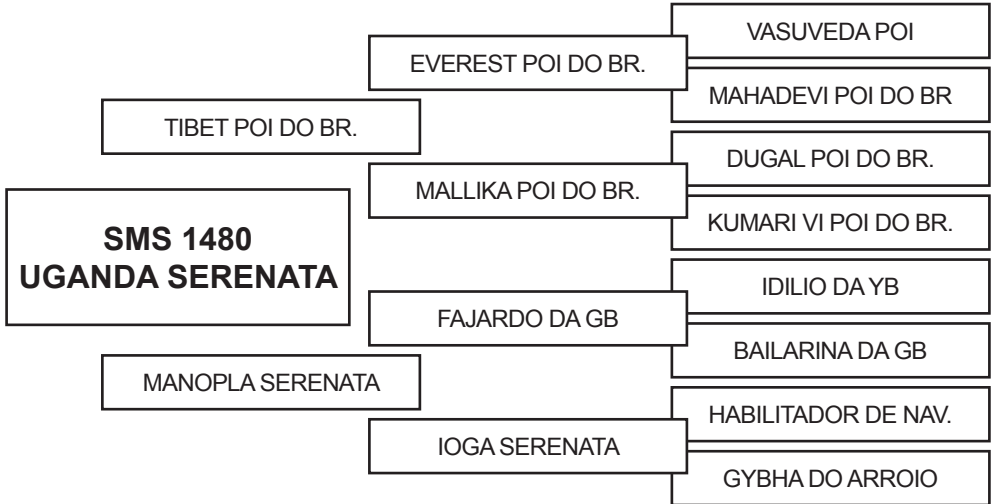 VASUVEDA POI
EVEREST POI DO BR.
MAHADEVI POI DO BR
TIBET POI DO BR.
DUGAL POI DO BR.
MALLIKA POI DO BR.
KUMARI VI POI DO BR.
SMS 1480
UGANDA SERENATA
IDILIO DA YB
FAJARDO DA GB
BAILARINA DA GB
MANOPLA SERENATA
HABILITADOR DE NAV.
IOGA SERENATA
GYBHA DO ARROIO